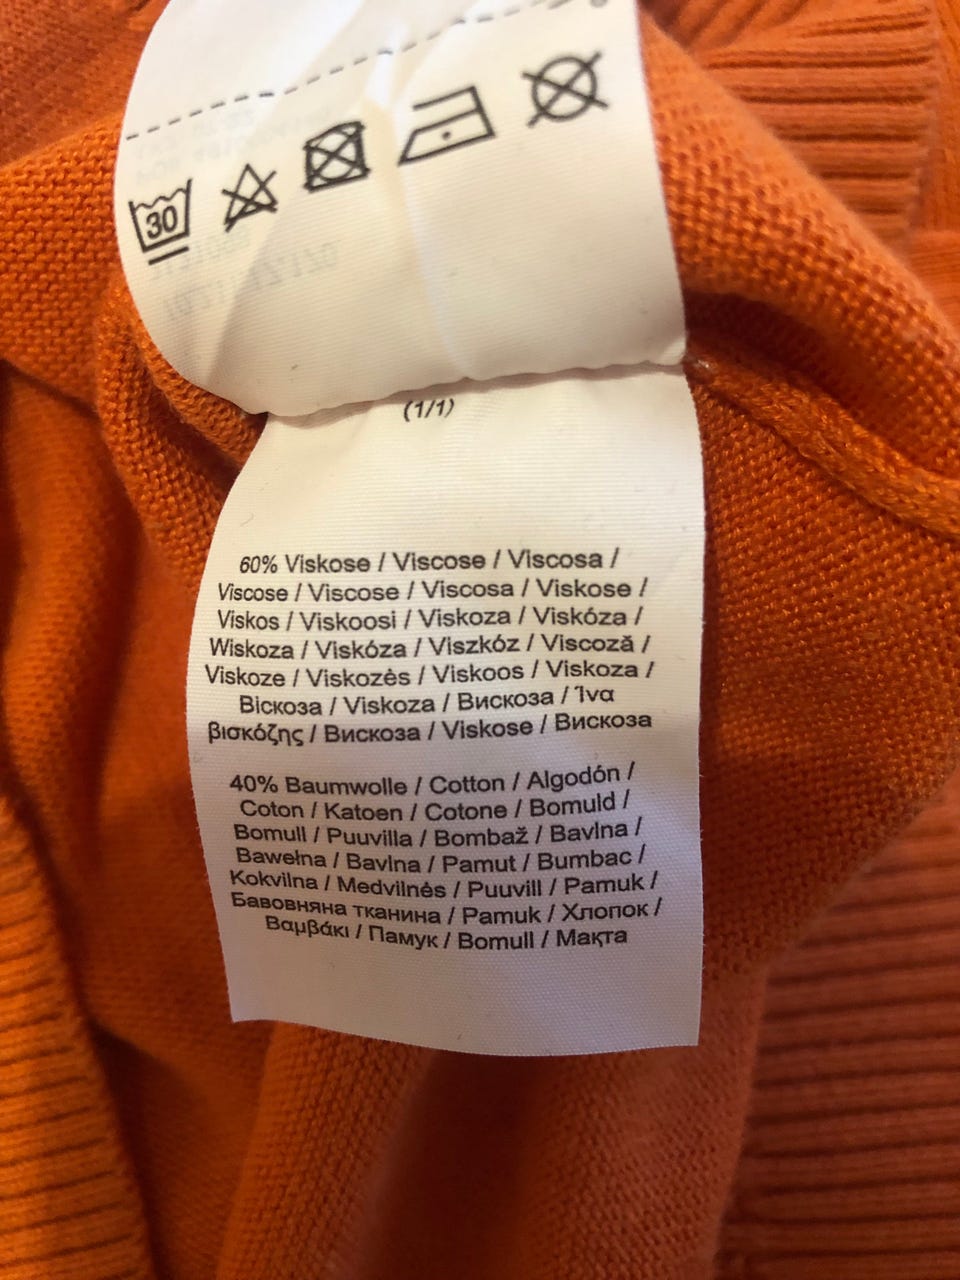 30
(1/1)
60% Viskose / Viscose / Viscosa /
Viscose / Viscose / Viscosa / Viskose /
Viskos / Viskoosi / Viskoza / Viskóza /
Wiskoza / Viskóza / Viszkóz / Viscoză /
Viskoze / Viskozės / Viskoos / Viskoza /
Віскоза / Viskoza / Вискоза / Ίνα
βισκόζης / Вискоза / Viskose / Вискоза
40% Baumwolle / Cotton / Algodón /
Coton / Katoen / Cotone / Bomuld /
Bomull / Puuvilla / Bombaž / Bavlna /
Bawełna / Bavlna / Pamut / Bumbac /
Kokvilna / Medvilnės / Puuvill / Pamuk /
Бавовняна тканина / Pamuk / Хлопок /
Βαμβάκι / Памук / Bomull / Мақта